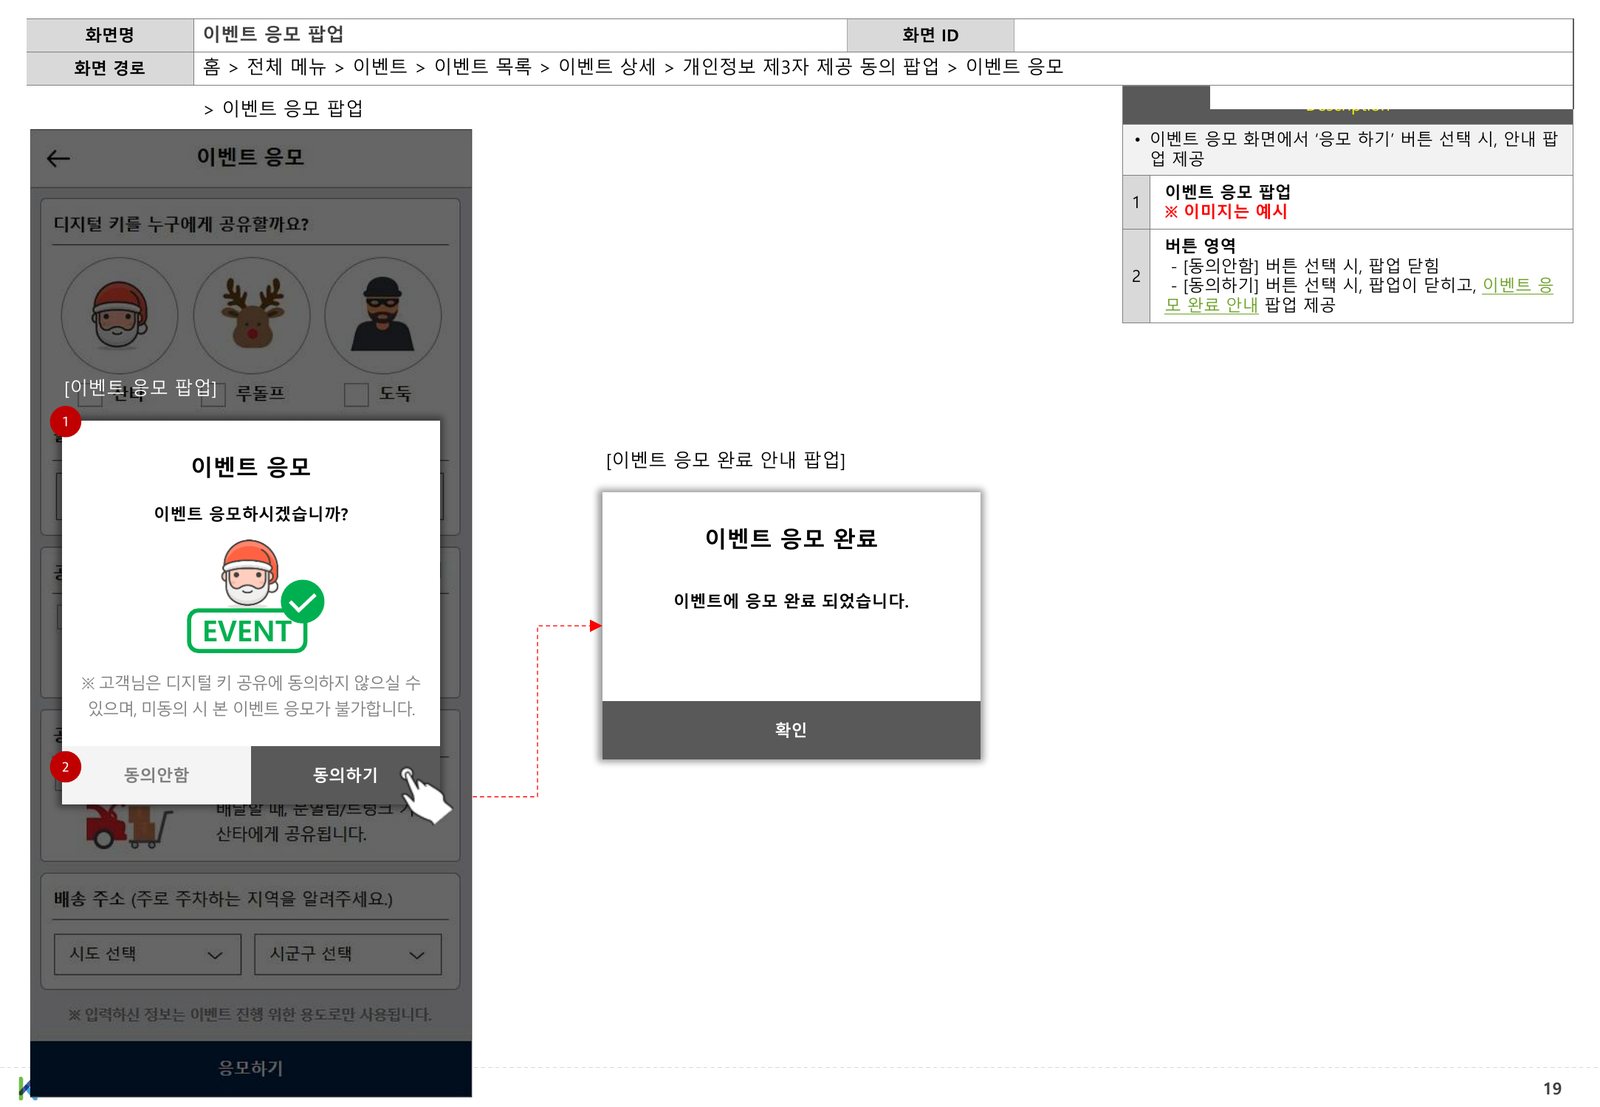 화면명
이벤트 응모 팝업
화면 ID
화면 경로
홈 > 전체 메뉴 > 이벤트 > 이벤트 목록 > 이벤트 상세 > 개인정보 제3자 제공 동의 팝업 > 이벤트 응모
> 이벤트 응모 팝업
Description
• 이벤트 응모 화면에서 ‘응모 하기’ 버튼 선택 시, 안내 팝
업 제공
1
이벤트 응모 팝업
※ 이미지는 예시
2
버튼 영역
- [동의안함] 버튼 선택 시, 팝업 닫힘
- [동의하기] 버튼 선택 시, 팝업이 닫히고, 이벤트 응
모 완료 안내 팝업 제공
이벤트 응모
디지털 키를 누구에게 공유할까요?
[이벤트 응모 팝업]
루돌프
도둑
1
이벤트 응모
이벤트 응모하시겠습니까?
EVENT
※ 고객님은 디지털 키 공유에 동의하지 않으실 수
있으며, 미동의 시 본 이벤트 응모가 불가합니다.
2
동의안함
동의하기
배달할 때, 문열림/트렁크
산타에게 공유됩니다.
배송 주소 (주로 주차하는 지역을 알려주세요.)
시도 선택
시군구 선택
※ 입력하신 정보는 이벤트 진행 위한 용도로만 사용됩니다.
응모하기
[이벤트 응모 완료 안내 팝업]
이벤트 응모 완료
이벤트에 응모 완료 되었습니다.
확인
19